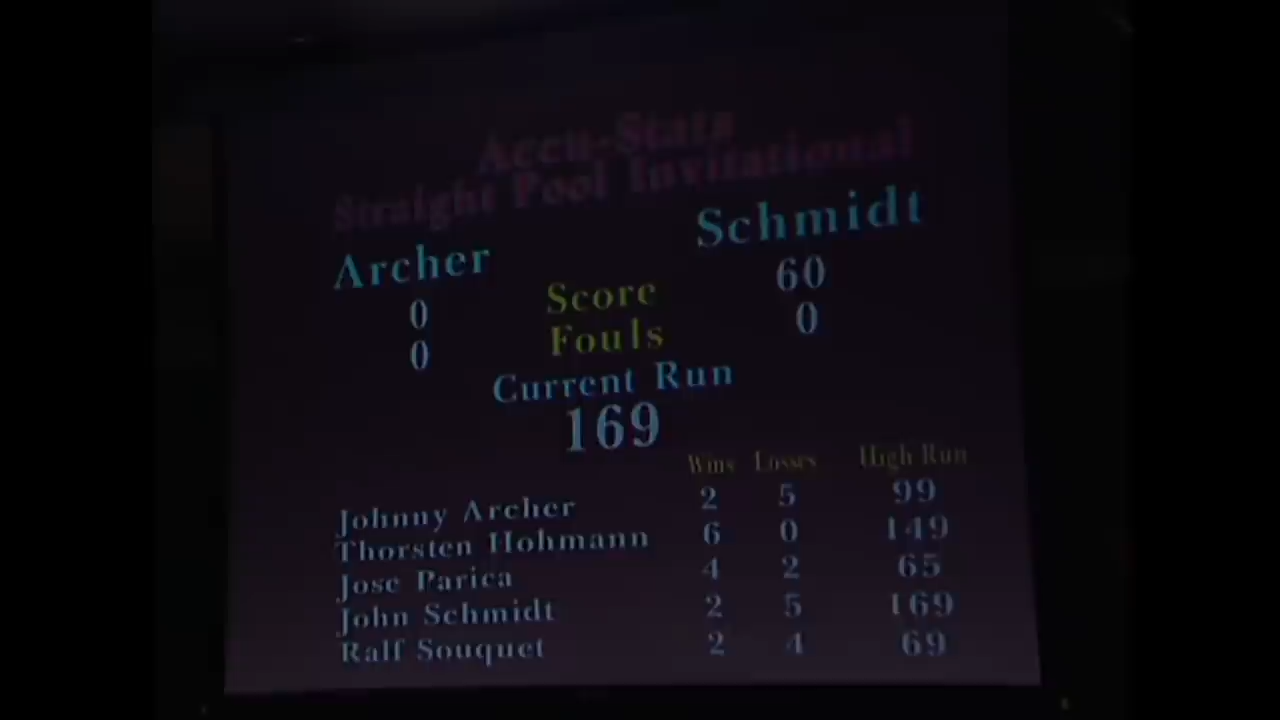 Accu-Stats
Straight Pool Invitational
Archer Schmidt
0 Score 60
0 Fouls 0
Current Run
169
Wins Losses High Run
Johnny Archer 2 5 99
Thorsten Hohmann 6 0 149
Jose Parica 4 2 65
John Schmidt 2 5 169
Ralf Souquet 2 4 69